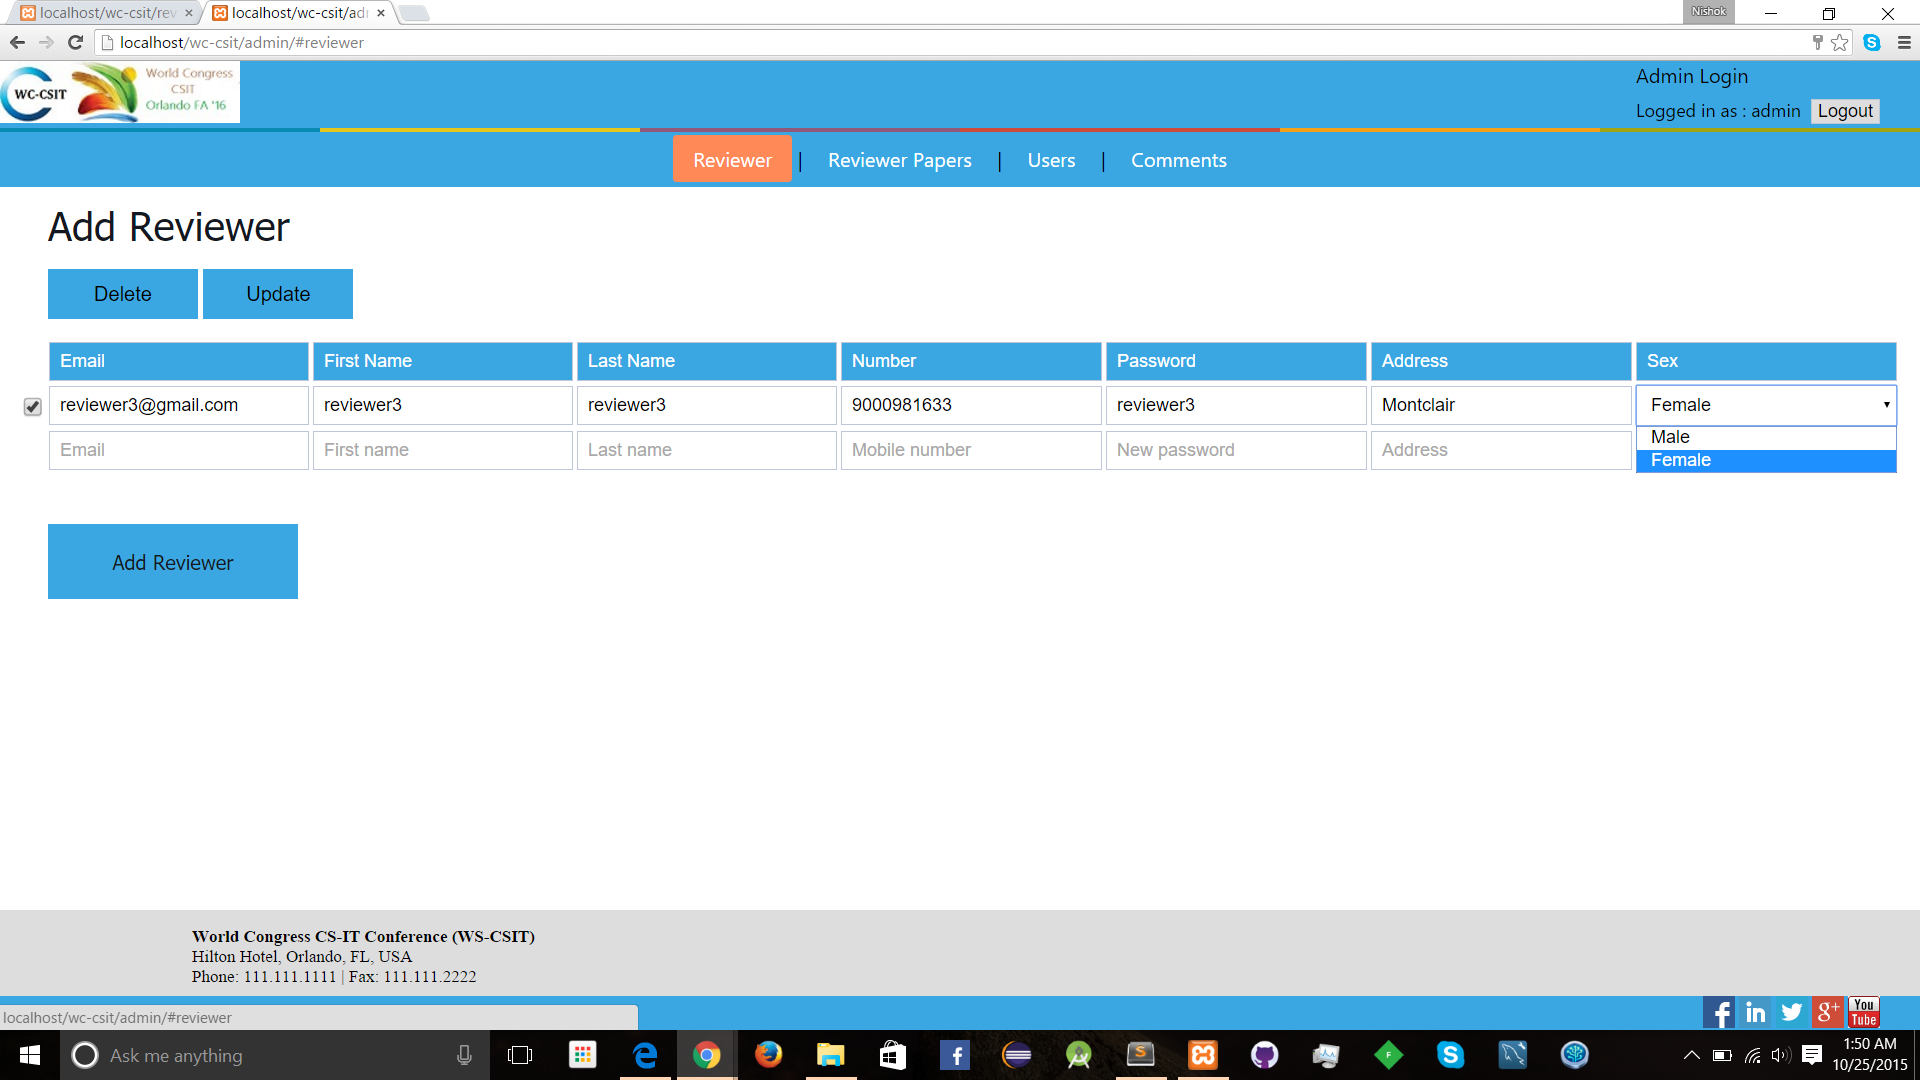 localhost/wc-csit/rev
localhost/wc-csit/adm
Nishok
localhost/wc-csit/admin/#reviewer
WC-CSIT
World Congress
CSIT
Orlando FA '16
Admin Login
Logged in as : admin Logout
Reviewer | Reviewer Papers | Users | Comments
Add Reviewer
Delete Update
Email First Name Last Name Number Password Address Sex
reviewer3@gmail.com reviewer3 reviewer3 9000981633 reviewer3 Montclair Female
Male
Email First name Last name Mobile number New password Address
Female
Add Reviewer
World Congress CS-IT Conference (WS-CSIT)
Hilton Hotel, Orlando, FL, USA
Phone: 111.111.1111 | Fax: 111.111.2222
localhost/wc-csit/admin/#reviewer
You
Tube
Ask me anything
1:50 AM
10/25/2015